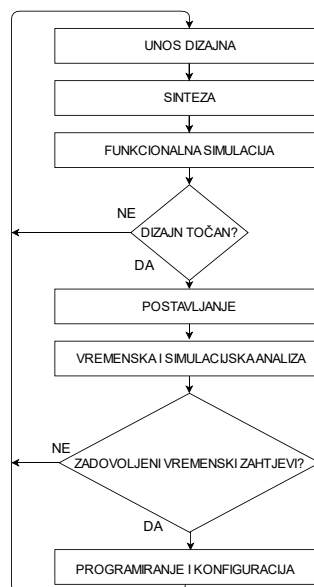 UNOS DIZAJNA
SINTEZA
FUNKCIONALNA SIMULACIJA
NE
DIZAJN TOČAN?
DA
POSTAVLJANJE
VREMENSKA I SIMULACIJSKA ANALIZA
NE
ZADOVOLJENI VREMENSKI ZAHTJEVI?
DA
PROGRAMIRANJE I KONFIGURACIJA